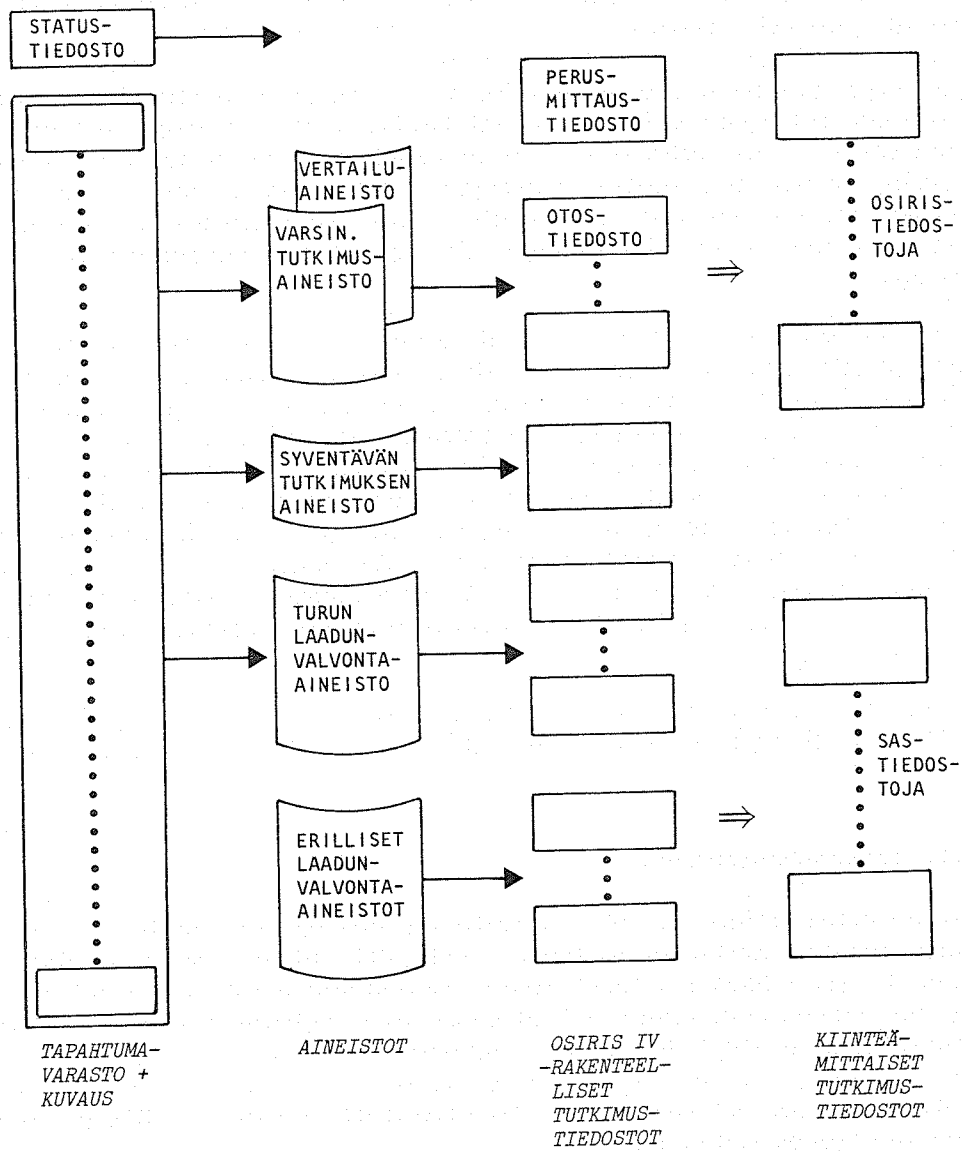 STATUS-
TIEDOSTO
PERUS-
MITTAUS-
TIEDOSTO
VERTAILU-
AINEISTO
VARSIN.
TUTKIMUS-
AINEISTO
OTOS-
TIEDOSTO
OSIRIS-
TIEDOS-
TOJA
SYVENTÄVÄN
TUTKIMUKSEN
AINEISTO
TURUN
LAADUN-
VALVONTA-
AINEISTO
SAS-
TIEDOS-
TOJA
ERILLISET
LAADUN-
VALVONTA-
AINEISTOT
TAPAHTUMA-
VARASTO +
KUVAUS
AINEISTOT
OSIRIS IV
-RAKENTEEL-
LISET
TUTKIMUS-
TIEDOSTOT
KIINTEÄ-
MITTAISET
TUTKIMUS-
TIEDOSTOT